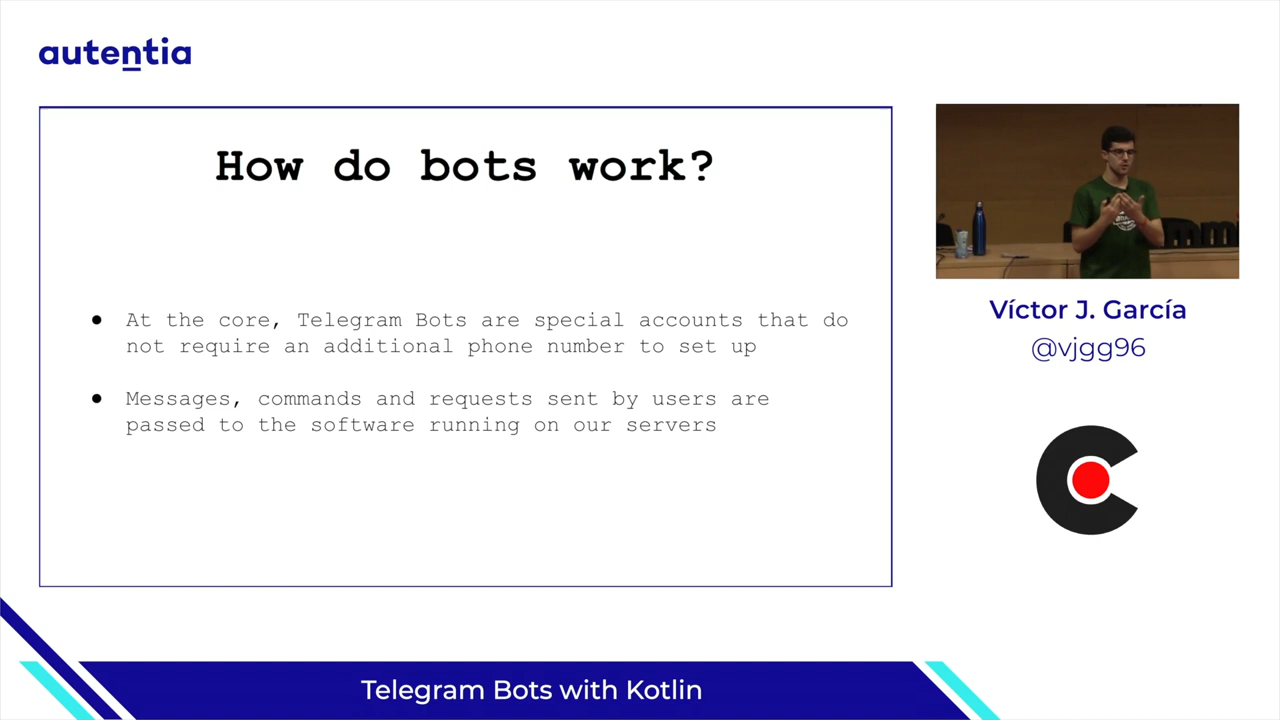 autentia
How do bots work?
● At the core, Telegram Bots are special accounts that do
not require an additional phone number to set up
● Messages, commands and requests sent by users are
passed to the software running on our servers
Víctor J. García
@vjgg96
Telegram Bots with Kotlin